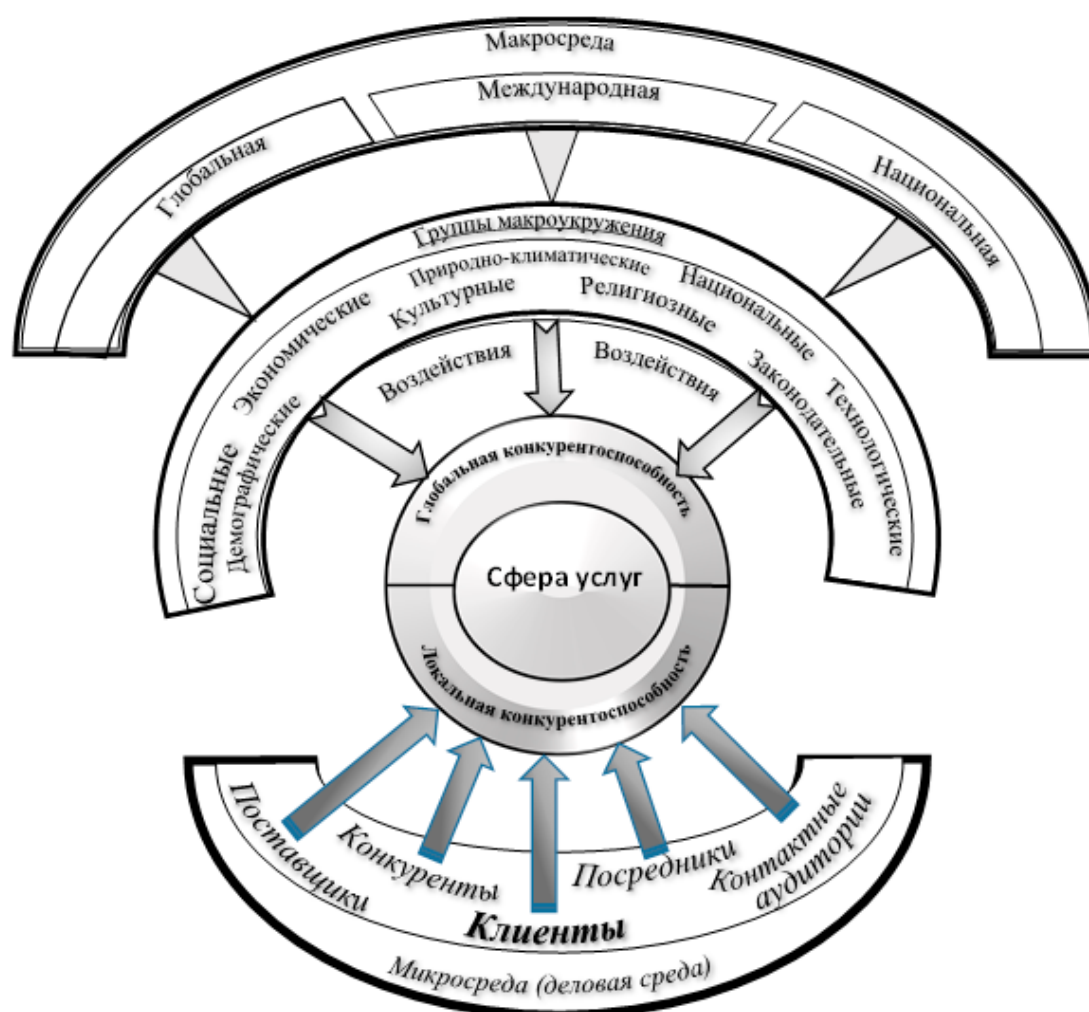 Макросреда
Международная
Глобальная
Национальная
Группы макроукружения
Природно-климатические
Экономические
Культурные
Религиозные
Национальные
Социальные
Демографические
Законодательные
Технологические
Воздействия
Воздействия
Глобальная конкурентоспособность
Сфера услуг
Локальная конкурентоспособность
Поставщики
Конкуренты
Клиенты
Посредники
Контактные
аудитории
Микросреда (деловая среда)